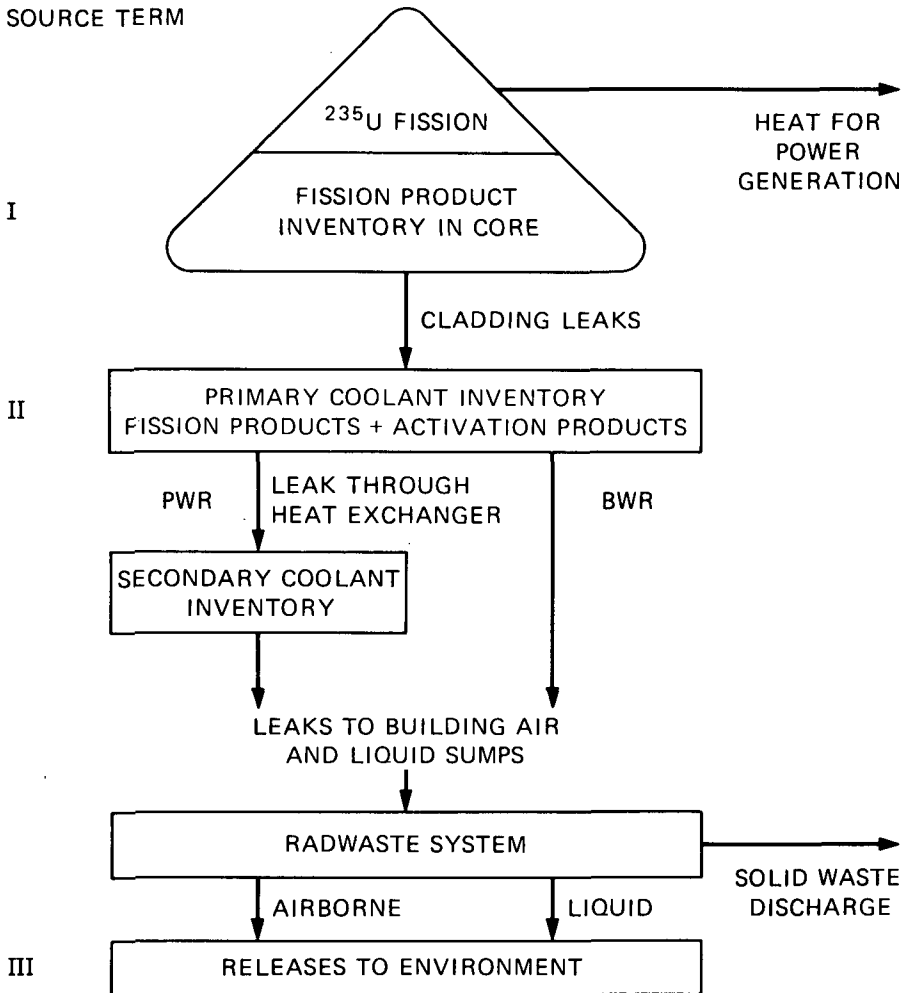 SOURCE TERM
235U FISSION
HEAT FOR
POWER
GENERATION
I
FISSION PRODUCT
INVENTORY IN CORE
CLADDING LEAKS
II
PRIMARY COOLANT INVENTORY
FISSION PRODUCTS + ACTIVATION PRODUCTS
PWR
LEAK THROUGH
HEAT EXCHANGER
BWR
SECONDARY COOLANT
INVENTORY
LEAKS TO BUILDING AIR
AND LIQUID SUMPS
RADWASTE SYSTEM
SOLID WASTE
DISCHARGE
AIRBORNE
LIQUID
III
RELEASES TO ENVIRONMENT